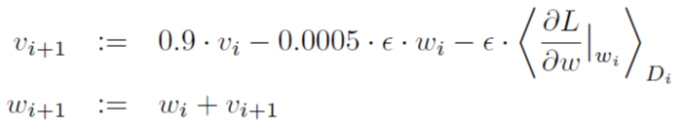 v_{i+1} := 0.9 · v_i − 0.0005 · ϵ · w_i − ϵ · ⟨ ∂L/∂w |_{w_i} ⟩_{D_i}
w_{i+1} := w_i + v_{i+1}